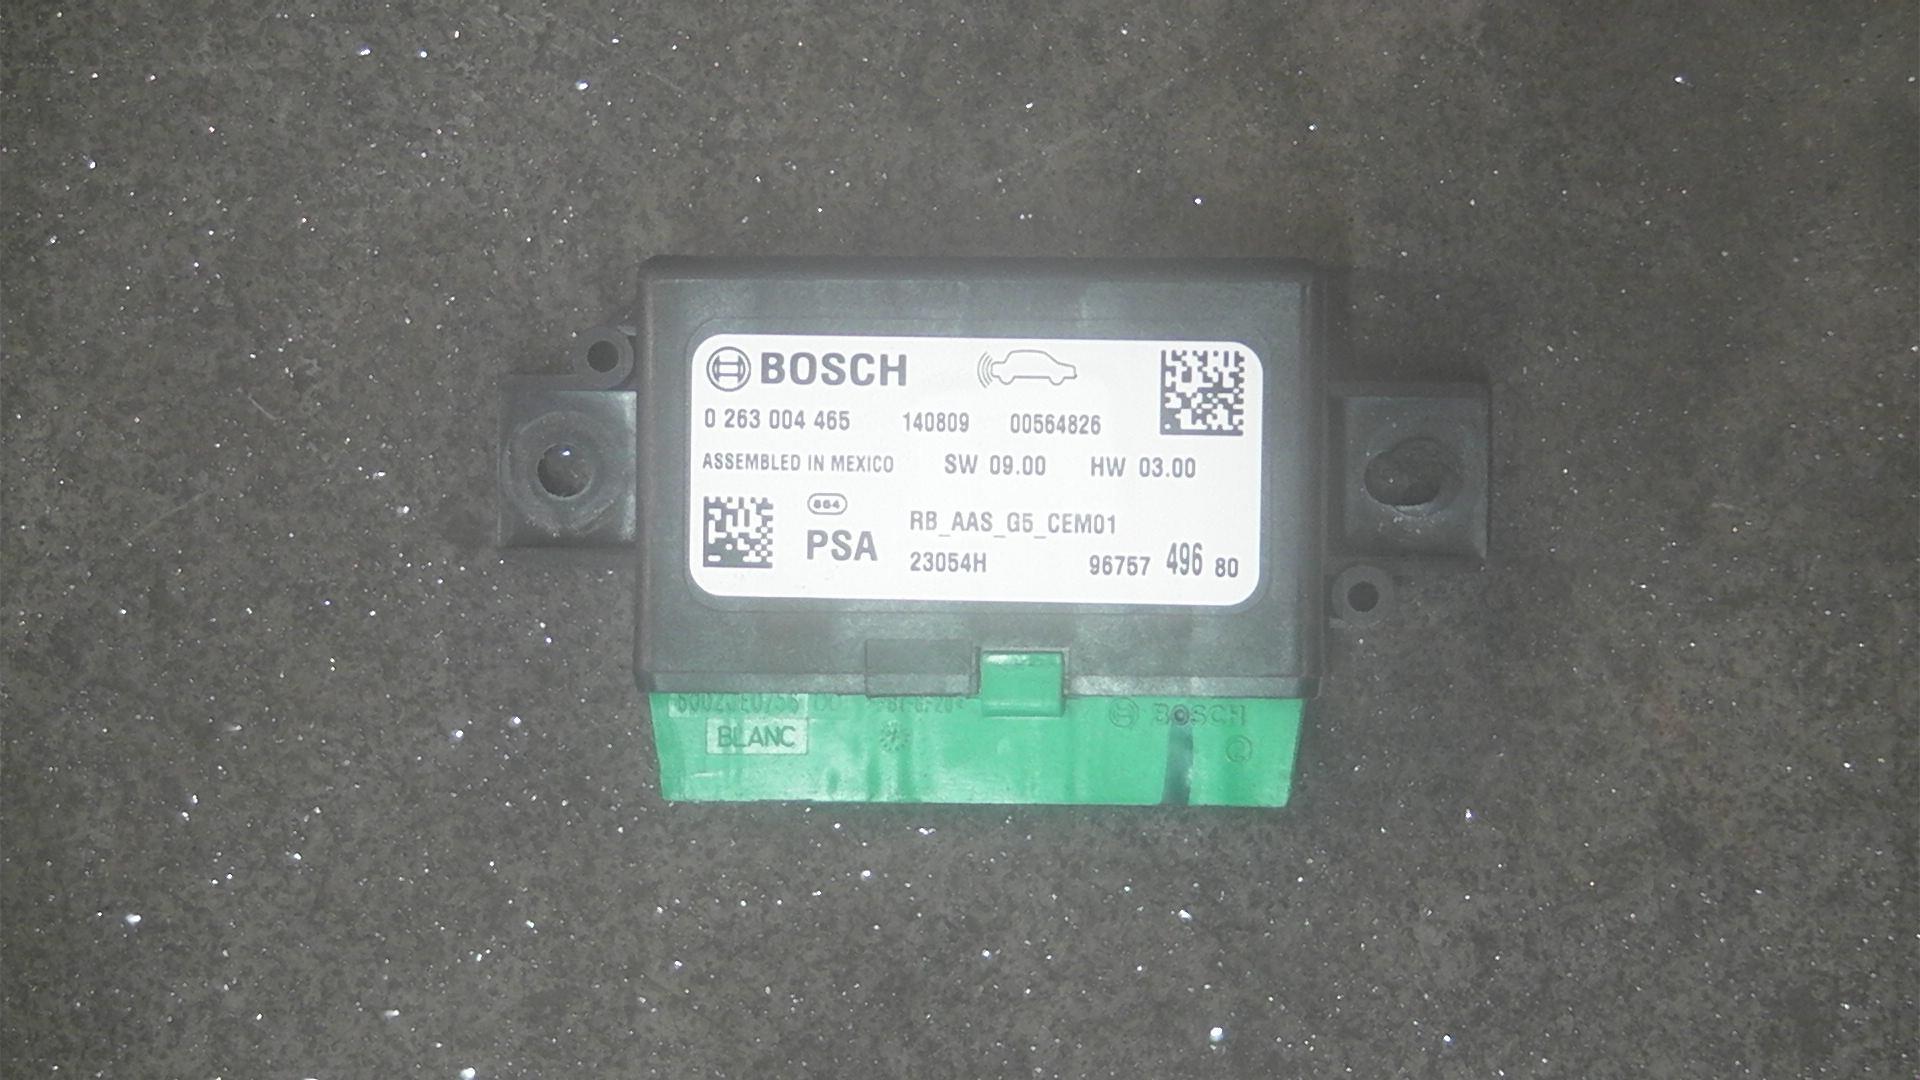 BOSCH
0 263 004 465 140809 00564826
ASSEMBLED IN MEXICO SW 09.00 HW 03.00
PSA RB_AAS_G5_CEM01
23054H 96757 496 80
BLANC
BOSCH